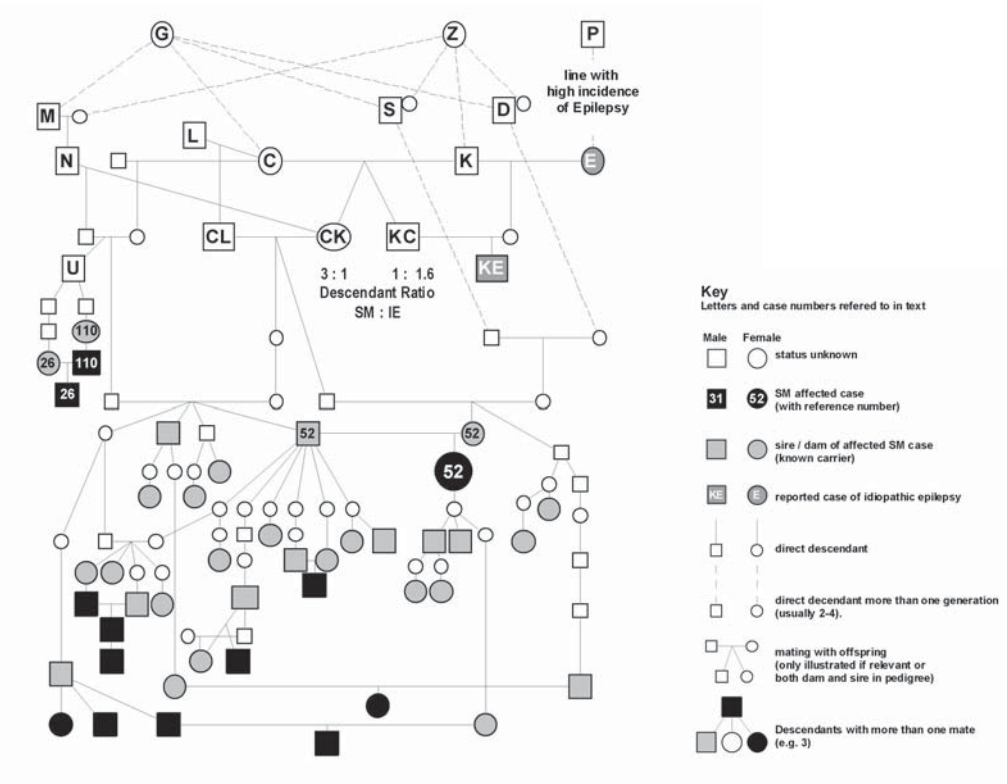 G
Z
P
line with
high incidence
of Epilepsy
M
S
D
L
N
C
K
E
CL
CK
KC
U
KE
3 : 1
1 : 1.6
Descendant Ratio
SM : IE
110
26
110
26
52
52
52
Key
Letters and case numbers refered to in text
Male
Female
status unknown
31
52
SM affected case
(with reference number)
sire / dam of affected SM case
(known carrier)
KE
E
reported case of idiopathic epilepsy
direct descendant
direct decendant more than one generation
(usually 2-4).
mating with offspring
(only illustrated if relevant or
both dam and sire in pedigree)
Descendants with more than one mate
(e.g. 3)